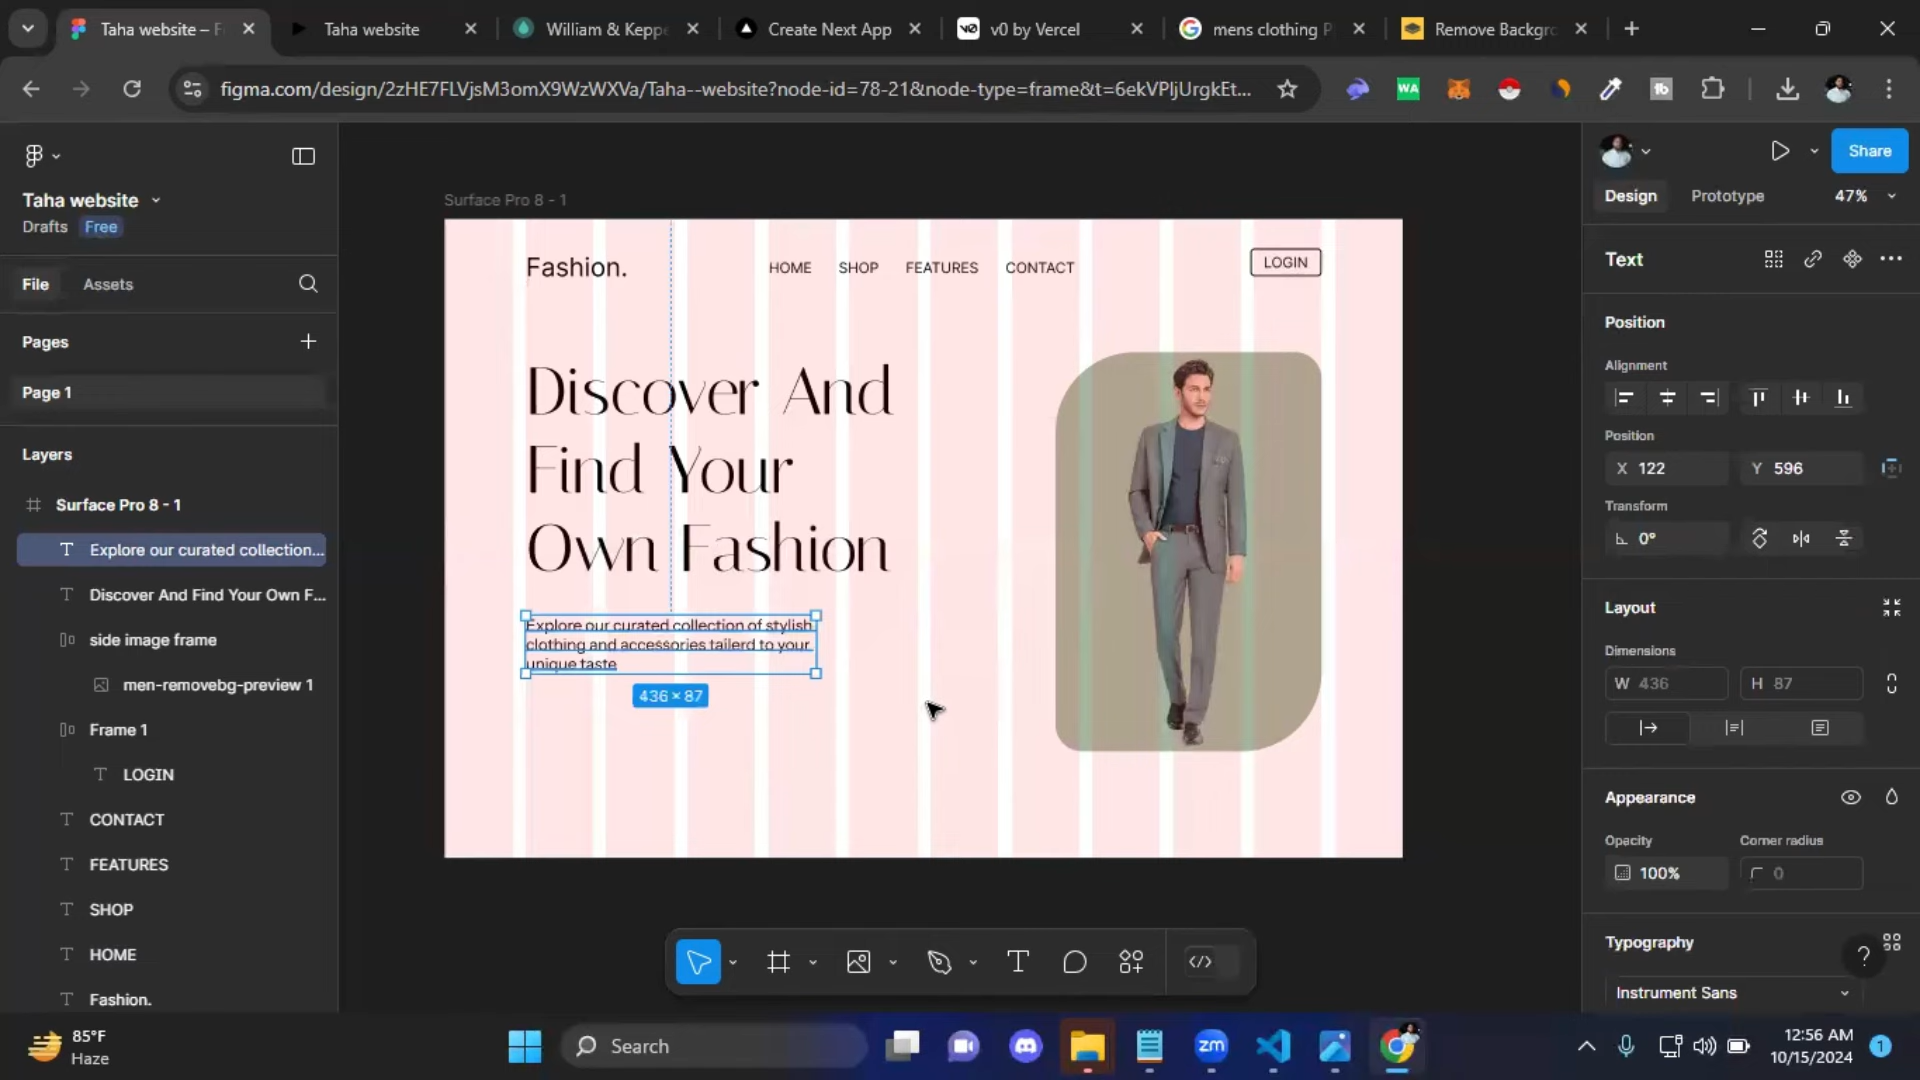 Taha website – F
Taha website
William & Keppe
Create Next App
v0 by Vercel
mens clothing P
Remove Backgro
figma.com/design/2zHE7FLVjsM3omX9WzWXVa/Taha--website?node-id=78-21&node-type=frame&t=6ekVPljUrgkEt...
Taha website
Drafts Free
File Assets
Pages
Page 1
Layers
Surface Pro 8 - 1
Explore our curated collection...
Discover And Find Your Own F...
side image frame
men-removebg-preview 1
Frame 1
LOGIN
CONTACT
FEATURES
SHOP
HOME
Fashion.
Surface Pro 8 - 1
Fashion.
HOME SHOP FEATURES CONTACT
LOGIN
Discover And
Find Your
Own Fashion
Explore our curated collection of stylish
clothing and accessories tailerd to your
unique taste
436 × 87
Share
Design Prototype 47%
Text
Position
Alignment
Position
X 122 Y 596
Transform
0°
Layout
Dimensions
W 436 H 87
Appearance
Opacity Corner radius
100% 0
Typography
?
Instrument Sans
85°F
Haze
Search
zm
12:56 AM
10/15/2024
1
WA